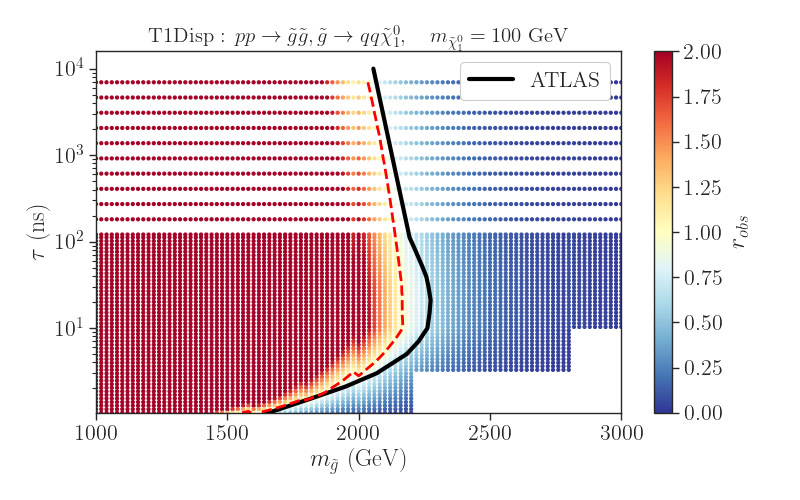 T1Disp : pp → g̃g̃, g̃ → qqχ̃₁⁰, m_χ̃₁⁰ = 100 GeV
ATLAS
τ (ns)
10⁴
10³
10²
10¹
1000 1500 2000 2500 3000
m_g̃ (GeV)
2.00
1.75
1.50
1.25
1.00
0.75
0.50
0.25
0.00
r_obs